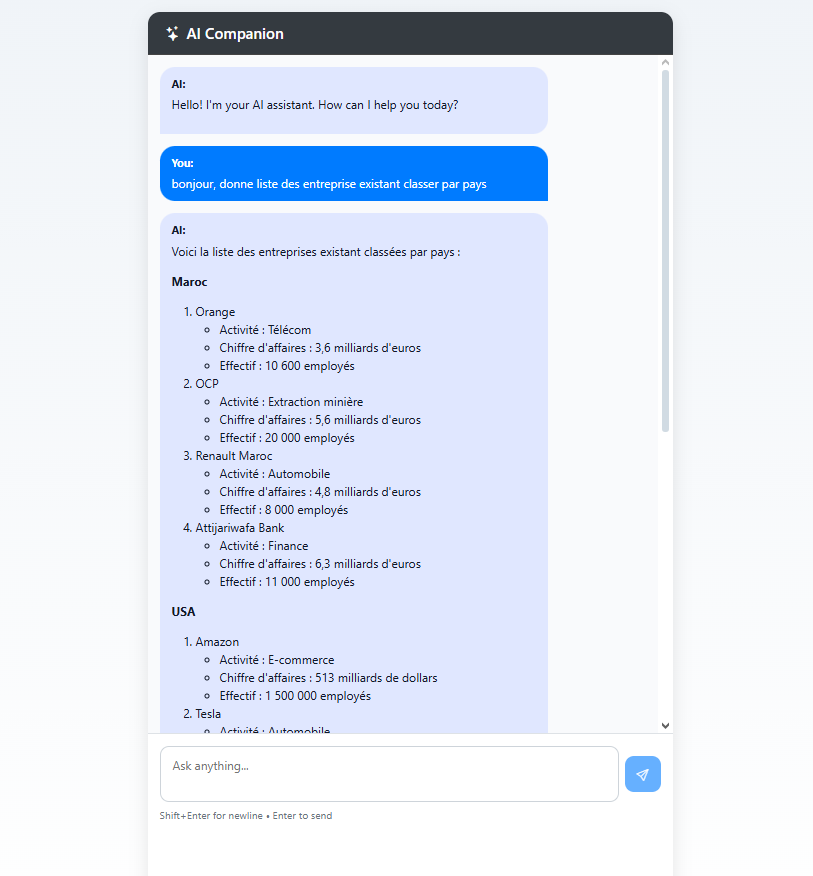 AI Companion
AI:
Hello! I'm your AI assistant. How can I help you today?
You:
bonjour, donne liste des entreprise existant classer par pays
AI:
Voici la liste des entreprises existant classées par pays :
Maroc
1. Orange
Activité : Télécom
Chiffre d'affaires : 3,6 milliards d'euros
Effectif : 10 600 employés
2. OCP
Activité : Extraction minière
Chiffre d'affaires : 5,6 milliards d'euros
Effectif : 20 000 employés
3. Renault Maroc
Activité : Automobile
Chiffre d'affaires : 4,8 milliards d'euros
Effectif : 8 000 employés
4. Attijariwafa Bank
Activité : Finance
Chiffre d'affaires : 6,3 milliards d'euros
Effectif : 11 000 employés
USA
1. Amazon
Activité : E-commerce
Chiffre d'affaires : 513 milliards de dollars
Effectif : 1 500 000 employés
2. Tesla
Activité : Automobile
Ask anything...
Shift+Enter for newline • Enter to send